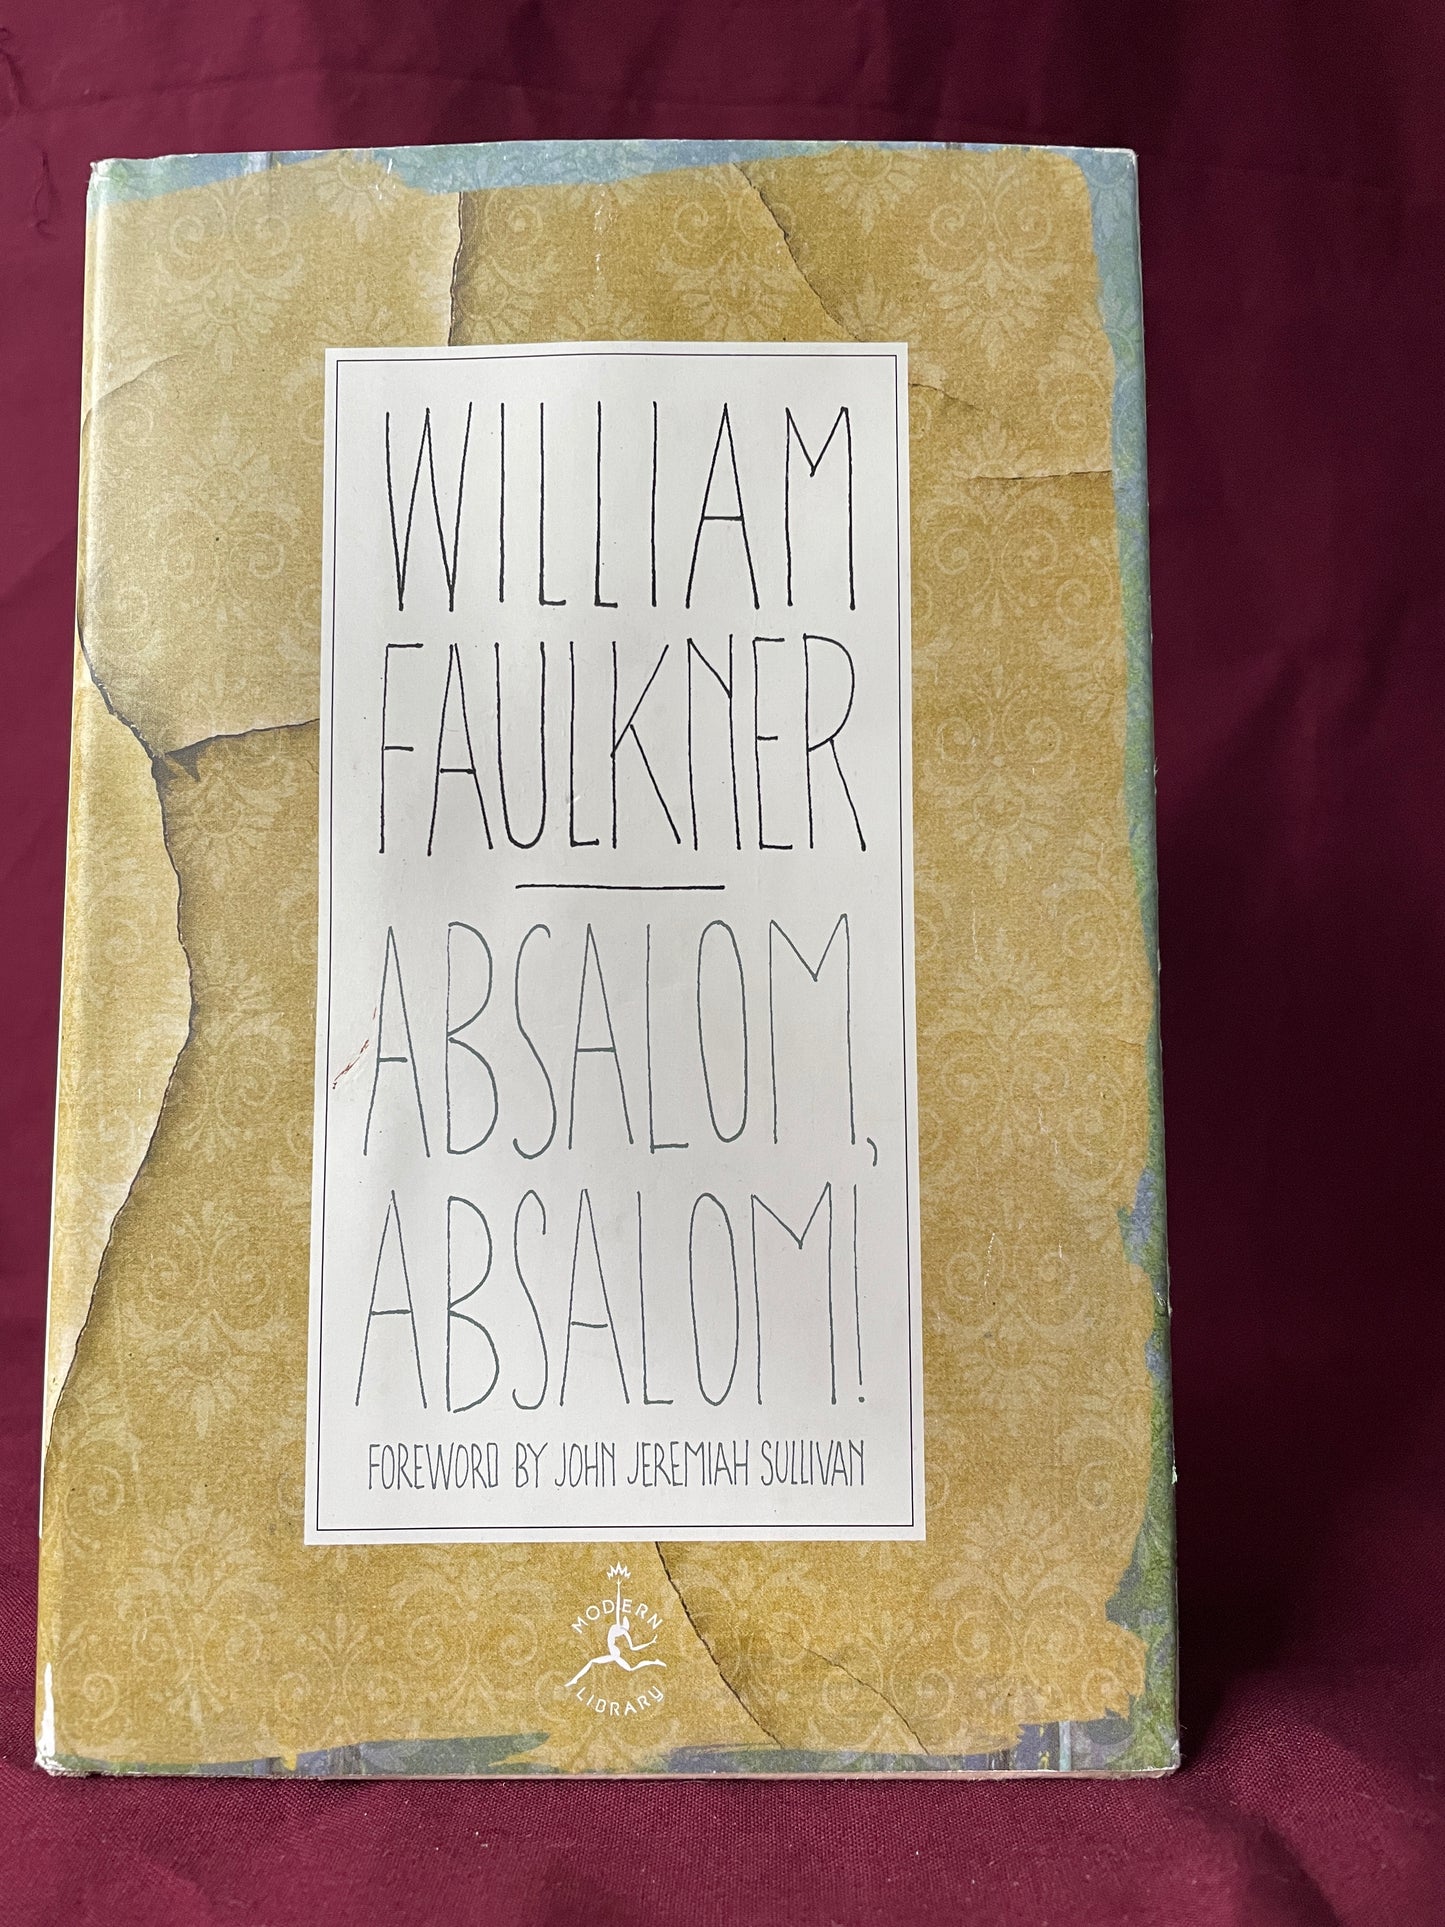 WILLIAM
FAULKNER
ABSALOM,
ABSALOM!
FOREWORD BY JOHN JEREMIAH SULLIVAN
MODERN
LIBRARY